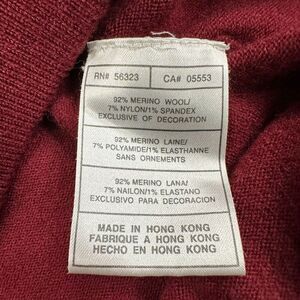 RN# 56323 CA# 05553
92% MERINO WOOL/
7% NYLON/1% SPANDEX
EXCLUSIVE OF DECORATION
92% MERINO LAINE/
7% POLYAMIDE/1% ELASTHANNE
SANS ORNEMENTS
92% MERINO LANA/
7% NAILON/1% ELASTANO
EXCLUSIVO PARA DECORACION
MADE IN HONG KONG
FABRIQUE A HONG KONG
HECHO EN HONG KONG